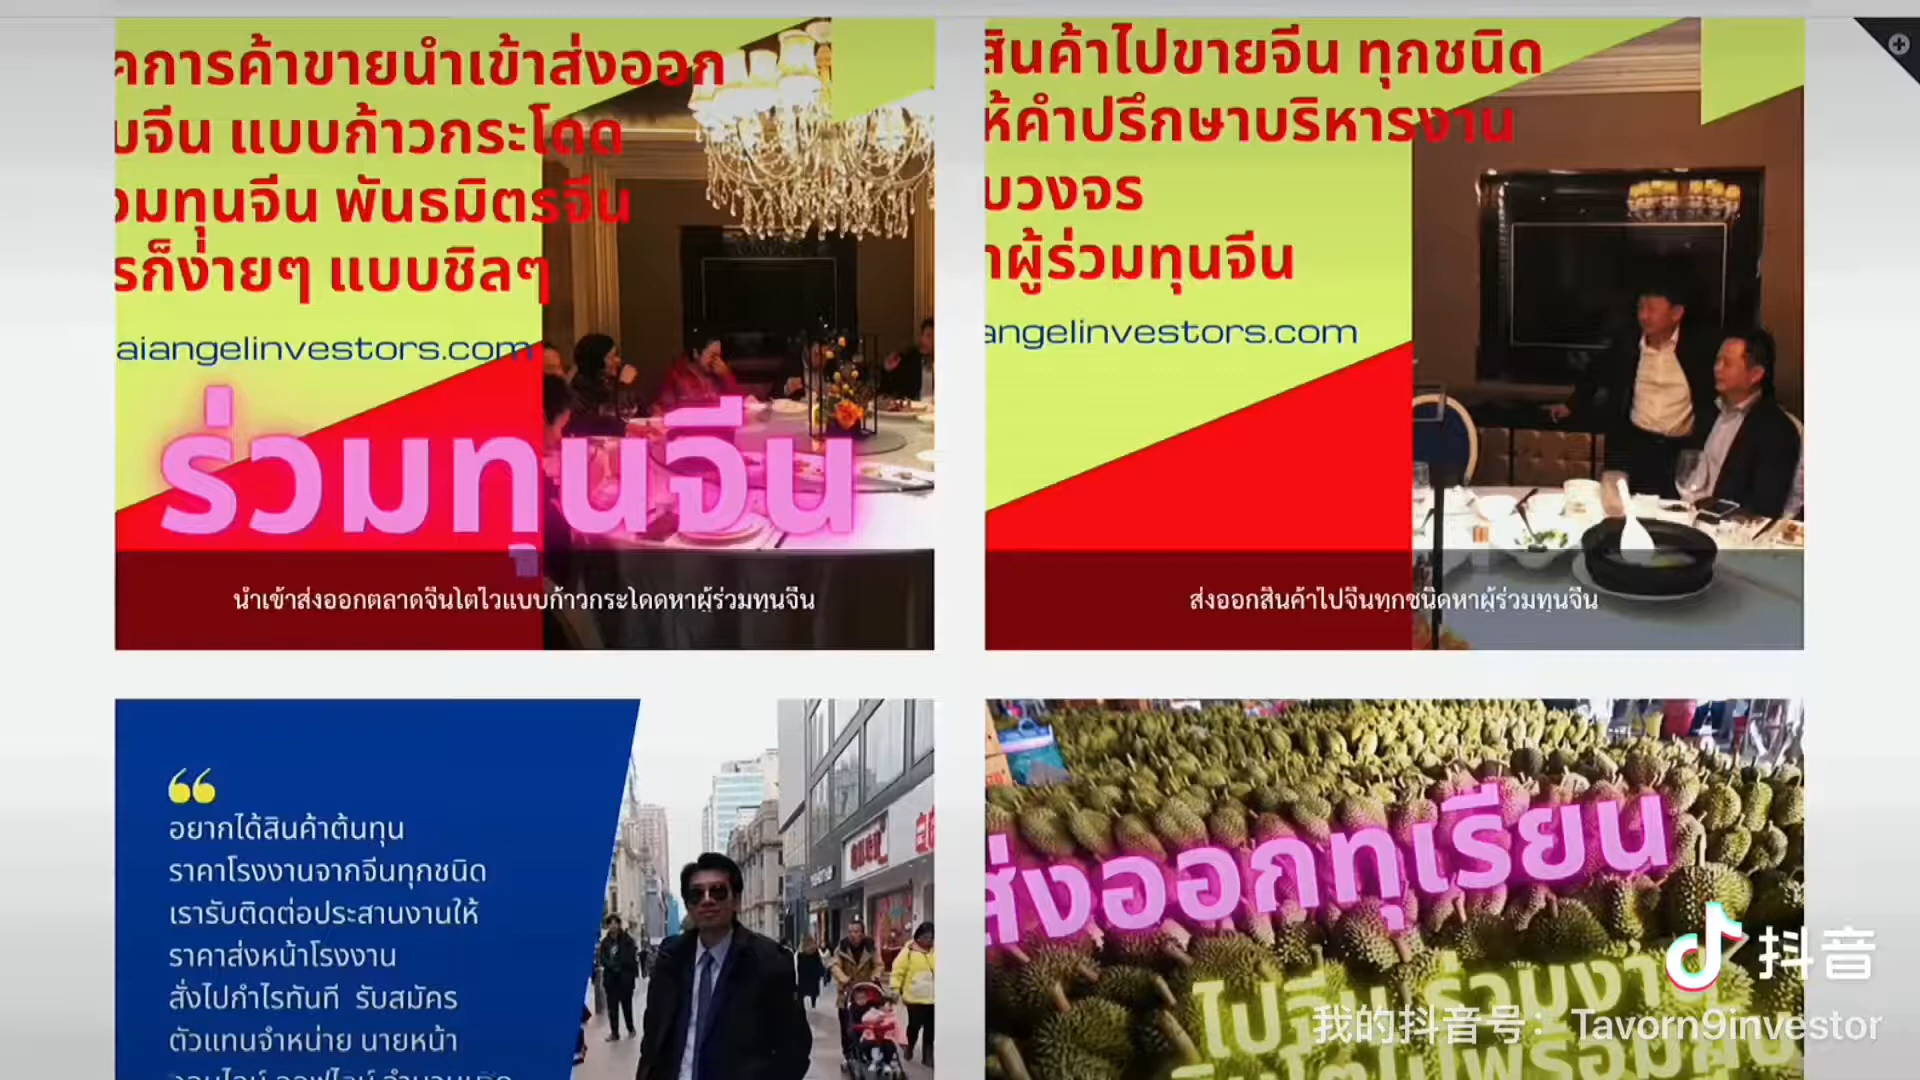 คการค้าขายนำเข้าส่งออก
บจีน แบบก้าวกระโดด
วมทุนจีน พันธมิตรจีน
รก็ง่ายๆ แบบชิลๆ
aiangelinvestors.com
ร่วมทุนจีน
นำเข้าส่งออกตลาดจีนโตไวแบบก้าวกระโดดหาผู้ร่วมทุนจีน
สินค้าไปขายจีน ทุกชนิด
ห้คำปรึกษาบริหารงาน
บวงจร
าผู้ร่วมทุนจีน
angelinvestors.com
ส่งออกสินค้าไปจีนทุกชนิดหาผู้ร่วมทุนจีน
อยากได้สินค้าต้นทุน
ราคาโรงงานจากจีนทุกชนิด
เรารับติดต่อประสานงานให้
ราคาส่งหน้าโรงงาน
สั่งไปกำไรทันที รับสมัคร
ตัวแทนจำหน่าย นายหน้า
ส่งออกทุเรียน
ไปจีน ร่วมงาน
抖音
我的抖音号：Tavorn9investor